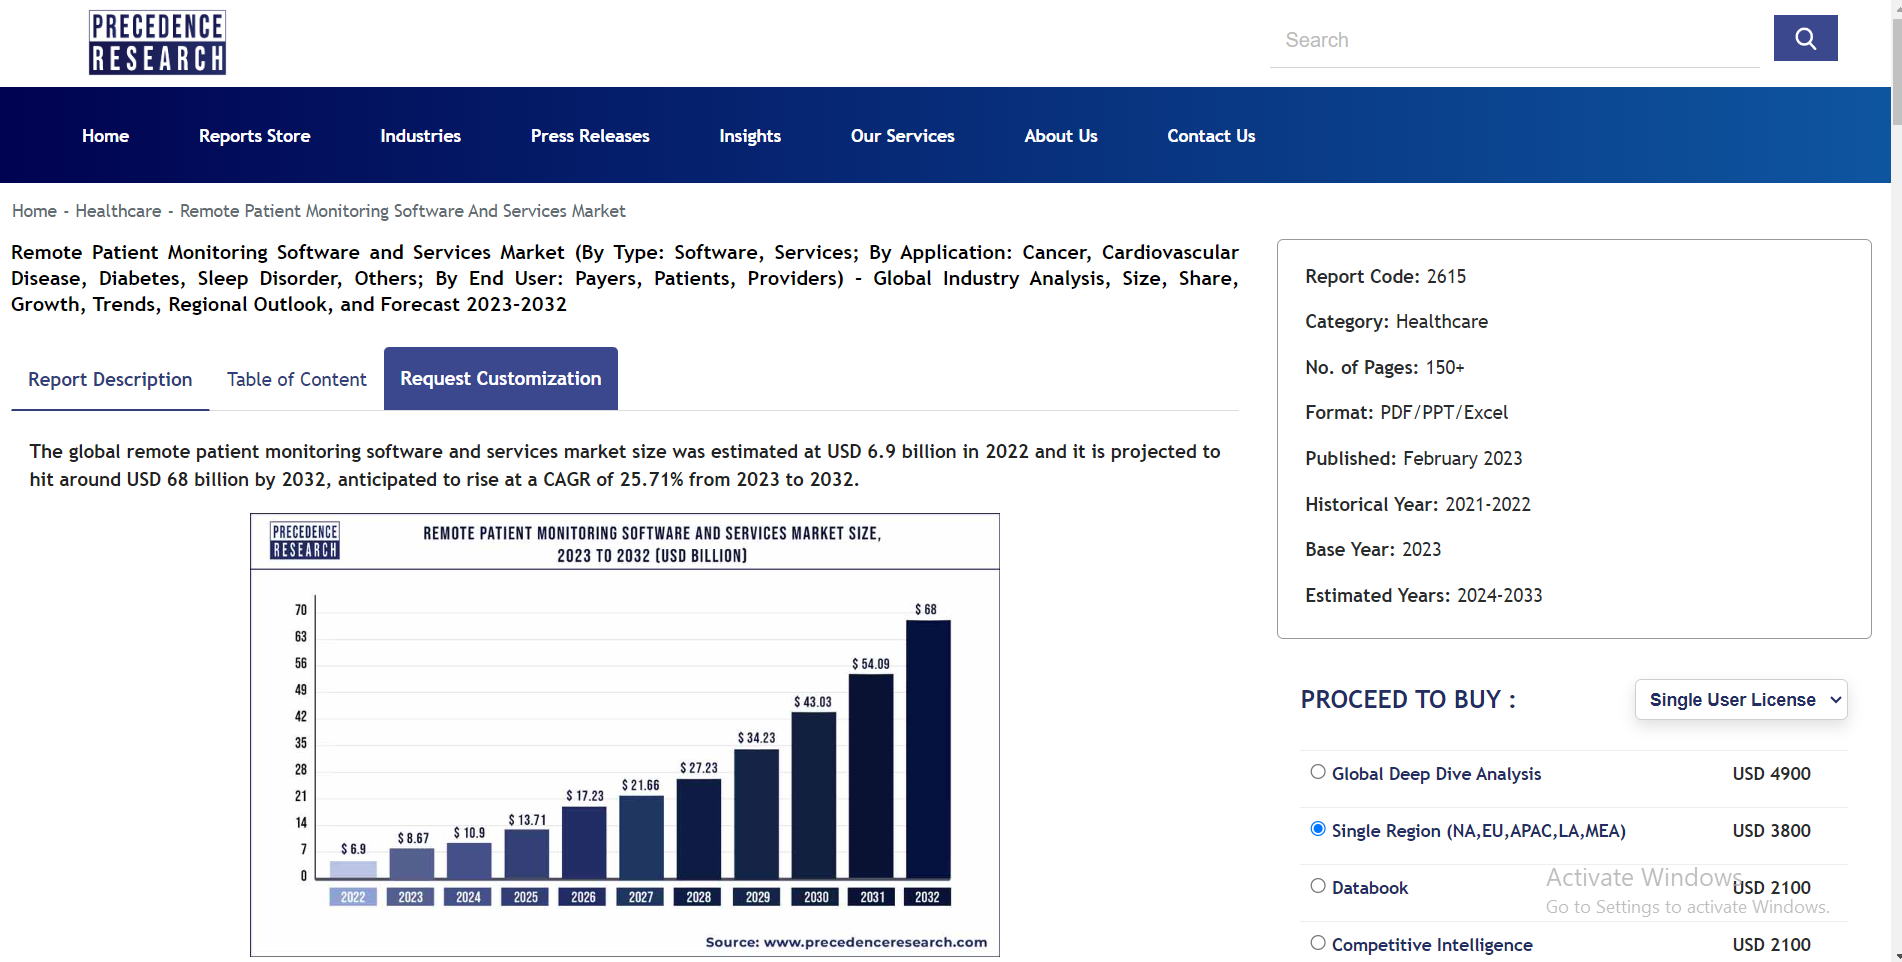 PRECEDENCE
RESEARCH
Search
Home
Reports Store
Industries
Press Releases
Insights
Our Services
About Us
Contact Us
Home - Healthcare - Remote Patient Monitoring Software And Services Market
Remote Patient Monitoring Software and Services Market (By Type: Software, Services; By Application: Cancer, Cardiovascular
Disease, Diabetes, Sleep Disorder, Others; By End User: Payers, Patients, Providers) - Global Industry Analysis, Size, Share,
Growth, Trends, Regional Outlook, and Forecast 2023-2032
Report Description
Table of Content
Request Customization
The global remote patient monitoring software and services market size was estimated at USD 6.9 billion in 2022 and it is projected to
hit around USD 68 billion by 2032, anticipated to rise at a CAGR of 25.71% from 2023 to 2032.
PRECEDENCE
RESEARCH
REMOTE PATIENT MONITORING SOFTWARE AND SERVICES MARKET SIZE,
2023 TO 2032 (USD BILLION)
70
63
56
49
42
35
28
21
14
7
0
$ 6.9
$ 8.67
$ 10.9
$ 13.71
$ 17.23
$ 21.66
$ 27.23
$ 34.23
$ 43.03
$ 54.09
$ 68
2022
2023
2024
2025
2026
2027
2028
2029
2030
2031
2032
Source: www.precedenceresearch.com
Report Code: 2615
Category: Healthcare
No. of Pages: 150+
Format: PDF/PPT/Excel
Published: February 2023
Historical Year: 2021-2022
Base Year: 2023
Estimated Years: 2024-2033
PROCEED TO BUY :
Single User License
Global Deep Dive Analysis USD 4900
Single Region (NA,EU,APAC,LA,MEA) USD 3800
Databook USD 2100
Competitive Intelligence USD 2100
Activate Windows
Go to Settings to activate Windows.